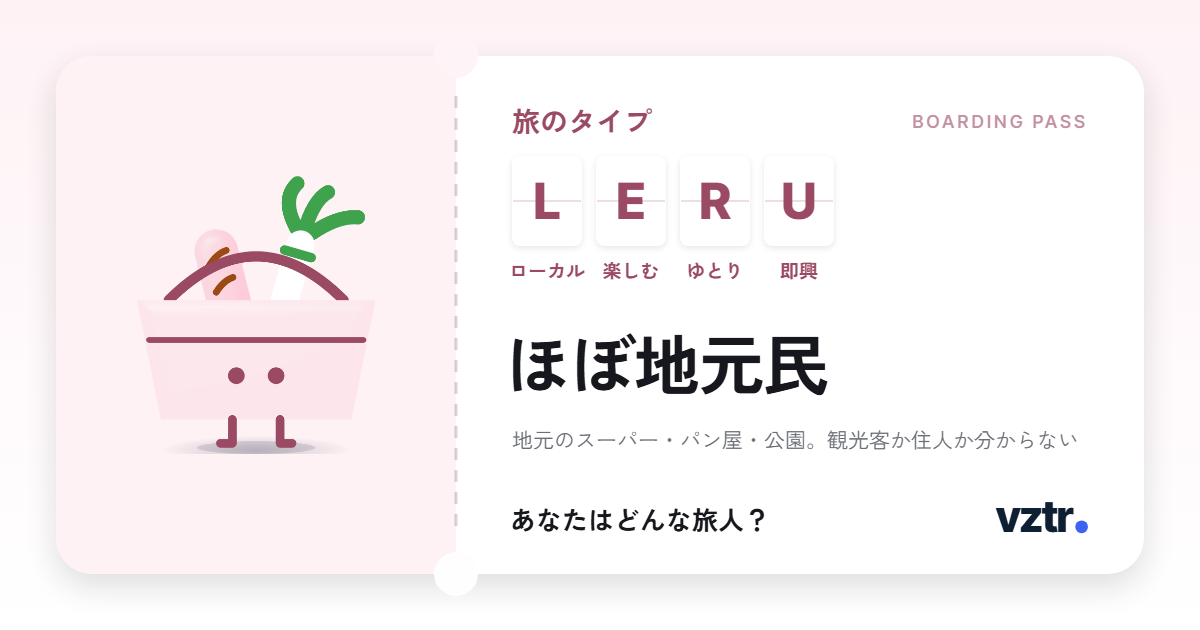 旅のタイプ
BOARDING PASS
L E R U
ローカル 楽しむ ゆとり 即興
ほぼ地元民
地元のスーパー・パン屋・公園。観光客か住人か分からない
あなたはどんな旅人？
vztr.